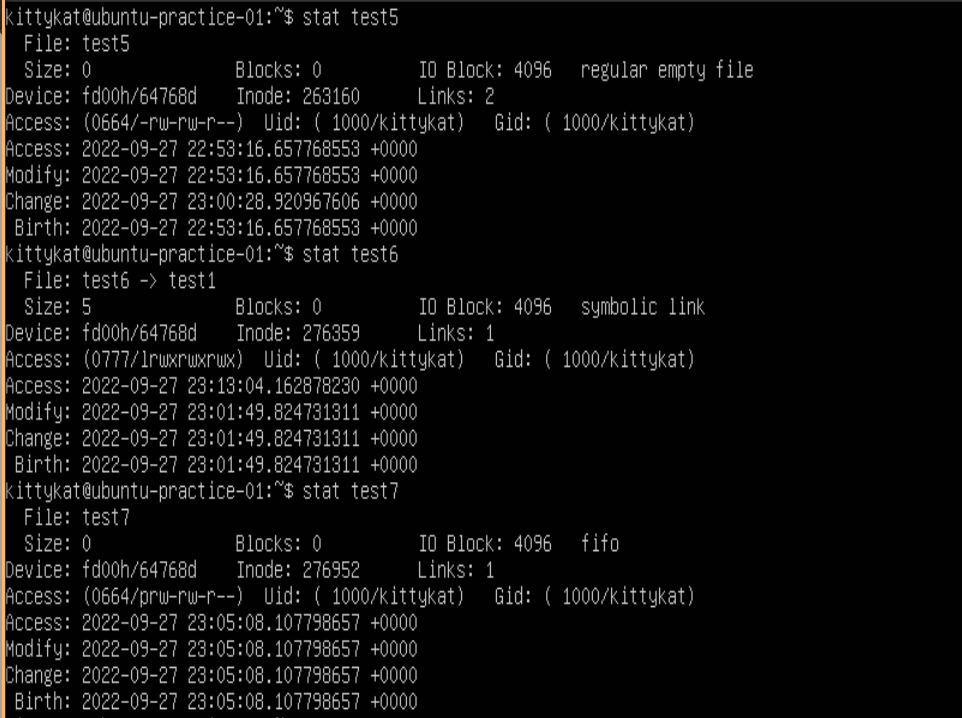 kittykat@ubuntu-practice-01:~$ stat test5
  File: test5
  Size: 0               Blocks: 0          IO Block: 4096   regular empty file
Device: fd00h/64768d    Inode: 263160      Links: 2
Access: (0664/-rw-rw-r--)  Uid: ( 1000/kittykat)   Gid: ( 1000/kittykat)
Access: 2022-09-27 22:53:16.657768553 +0000
Modify: 2022-09-27 22:53:16.657768553 +0000
Change: 2022-09-27 23:00:28.920967606 +0000
 Birth: 2022-09-27 22:53:16.657768553 +0000
kittykat@ubuntu-practice-01:~$ stat test6
  File: test6 -> test1
  Size: 5               Blocks: 0          IO Block: 4096   symbolic link
Device: fd00h/64768d    Inode: 276359      Links: 1
Access: (0777/lrwxrwxrwx)  Uid: ( 1000/kittykat)   Gid: ( 1000/kittykat)
Access: 2022-09-27 23:13:04.162878230 +0000
Modify: 2022-09-27 23:01:49.824731311 +0000
Change: 2022-09-27 23:01:49.824731311 +0000
 Birth: 2022-09-27 23:01:49.824731311 +0000
kittykat@ubuntu-practice-01:~$ stat test7
  File: test7
  Size: 0               Blocks: 0          IO Block: 4096   fifo
Device: fd00h/64768d    Inode: 276952      Links: 1
Access: (0664/prw-rw-r--)  Uid: ( 1000/kittykat)   Gid: ( 1000/kittykat)
Access: 2022-09-27 23:05:08.107798657 +0000
Modify: 2022-09-27 23:05:08.107798657 +0000
Change: 2022-09-27 23:05:08.107798657 +0000
 Birth: 2022-09-27 23:05:08.107798657 +0000